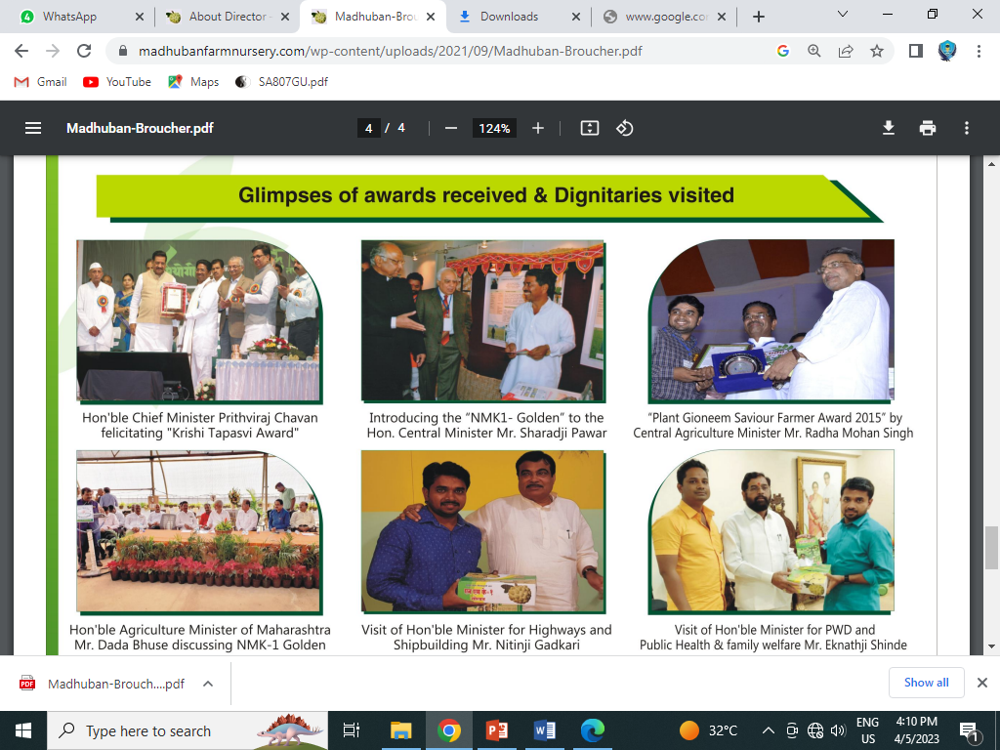 4 WhatsApp
About Director
Madhuban-Brou
Downloads
www.google.co
madhubanfarmnursery.com/wp-content/uploads/2021/09/Madhuban-Broucher.pdf
Gmail YouTube Maps SA807GU.pdf
Madhuban-Broucher.pdf
4 / 4
124%
Glimpses of awards received & Dignitaries visited
Hon'ble Chief Minister Prithviraj Chavan
felicitating "Krishi Tapasvi Award"
Introducing the “NMK1- Golden” to the
Hon. Central Minister Mr. Sharadji Pawar
“Plant Gioneem Saviour Farmer Award 2015” by
Central Agriculture Minister Mr. Radha Mohan Singh
Hon'ble Agriculture Minister of Maharashtra
Mr. Dada Bhuse discussing NMK-1 Golden
Visit of Hon'ble Minister for Highways and
Shipbuilding Mr. Nitinji Gadkari
Visit of Hon'ble Minister for PWD and
Public Health & family welfare Mr. Eknathji Shinde
PDF Madhuban-Brouch....pdf
Show all
Type here to search
32°C
ENG
US
4:10 PM
4/5/2023
1